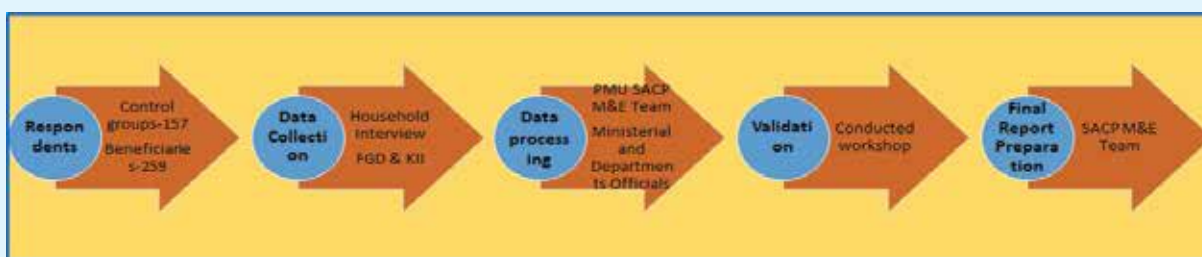 Respon
dents
Control
groups-157
Beneficiarie
s-259
Data
Collecti
on
Household
Interview
FGD & KII
Data
process
ing
PMU SACP
M&E Team
Ministerial
and
Departmen
ts Officials
Validati
on
Conducted
workshop
Final
Report
Prepara
tion
SACP M&E
Team